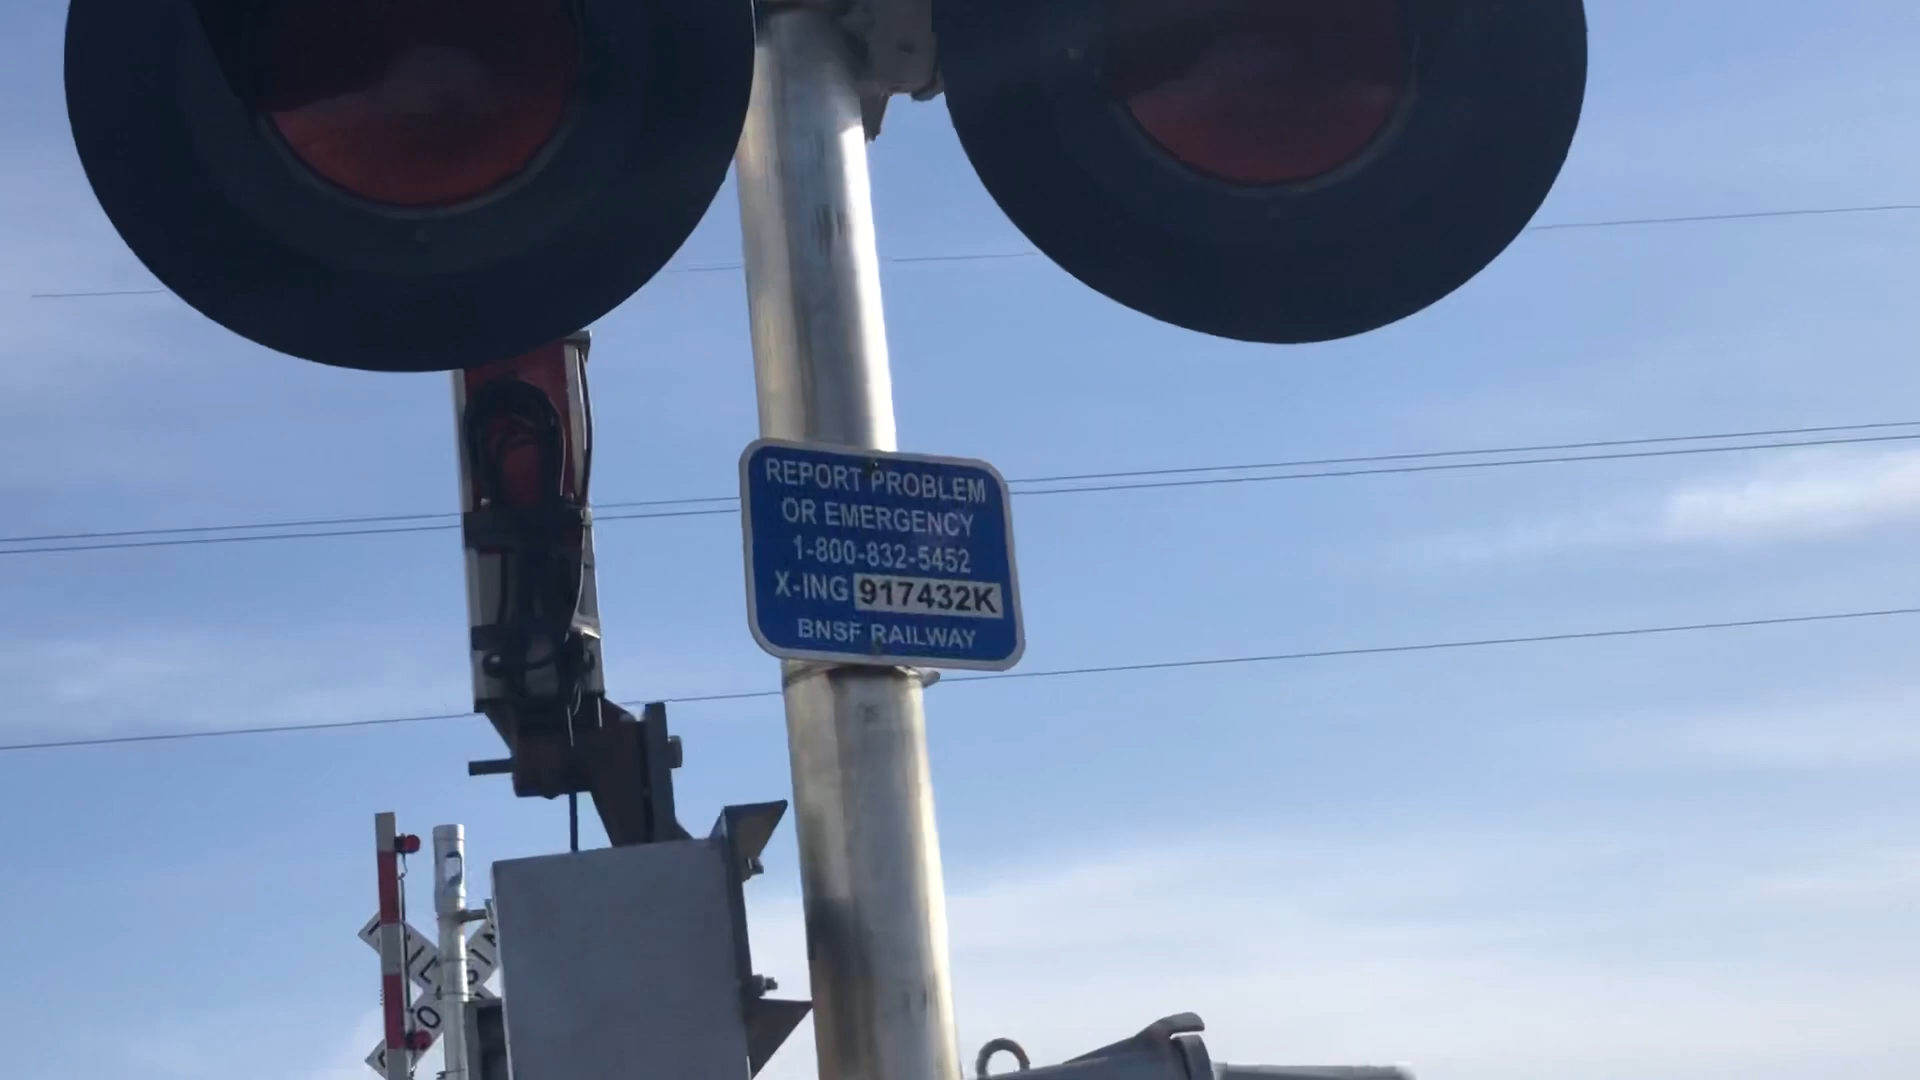 REPORT PROBLEM
OR EMERGENCY
1-800-832-5452
X-ING 917432K
BNSF RAILWAY